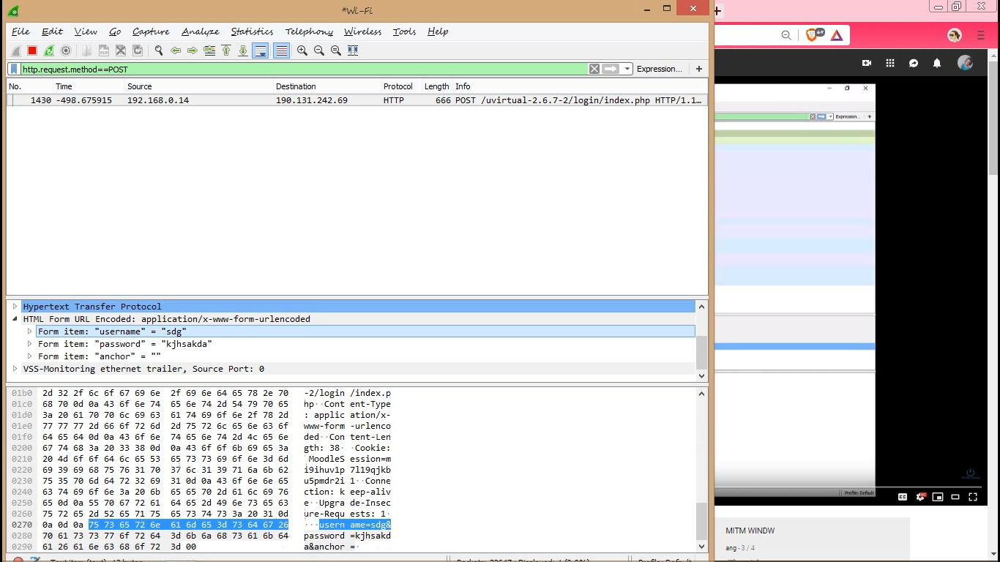 *Wi-Fi
File Edit View Go Capture Analyze Statistics Telephony Wireless Tools Help
http.request.method==POST
Expression... +
No. Time Source Destination Protocol Length Info
1430 -498.675915 192.168.0.14 190.131.242.69 HTTP 666 POST /uvirtual-2.6.7-2/login/index.php HTTP/1.1…
Hypertext Transfer Protocol
HTML Form URL Encoded: application/x-www-form-urlencoded
Form item: "username" = "sdg"
Form item: "password" = "kjhsakda"
Form item: "anchor" = ""
VSS-Monitoring ethernet trailer, Source Port: 0
01b0 2d 32 2f 6c 6f 67 69 6e 2f 69 6e 64 65 78 2e 70 -2/login /index.p
01c0 68 70 0d 0a 43 6f 6e 74 65 6e 74 2d 54 79 70 65 hp··Cont ent-Type
01d0 3a 20 61 70 70 6c 69 63 61 74 69 6f 6e 2f 78 2d : applic ation/x-
01e0 77 77 77 2d 66 6f 72 6d 2d 75 72 6c 65 6e 63 6f www-form -urlenco
01f0 64 65 64 0d 0a 43 6f 6e 74 65 6e 74 2d 4c 65 6e ded··Con tent-Len
0200 67 74 68 3a 20 33 38 0d 0a 43 6f 6f 6b 69 65 3a gth: 38· ·Cookie:
0210 20 4d 6f 6f 64 6c 65 53 65 73 73 69 6f 6e 3d 6d MoodleS ession=m
0220 69 39 69 68 75 76 31 70 37 6c 31 39 71 6a 6b 62 i9ihuv1p 7l19qjkb
0230 75 35 70 6d 64 72 32 69 31 0d 0a 43 6f 6e 6e 65 u5pmdr2i 1··Conne
0240 63 74 69 6f 6e 3a 20 6b 65 65 70 2d 61 6c 69 76 ction: k eep-aliv
0250 65 0d 0a 55 70 67 72 61 64 65 2d 49 6e 73 65 63 e··Upgra de-Insec
0260 75 72 65 2d 52 65 71 75 65 73 74 73 3a 20 31 0d ure-Requ ests: 1·
0270 0a 0d 0a 75 73 65 72 6e 61 6d 65 3d 73 64 67 26 ···usern ame=sdg&
0280 70 61 73 73 77 6f 72 64 3d 6b 6a 68 73 61 6b 64 password =kjhsakd
0290 61 26 61 6e 63 68 6f 72 3d 00 a&anchor =·
Expression... +
Profile: Default
MITM WINDW
ang - 3 / 4